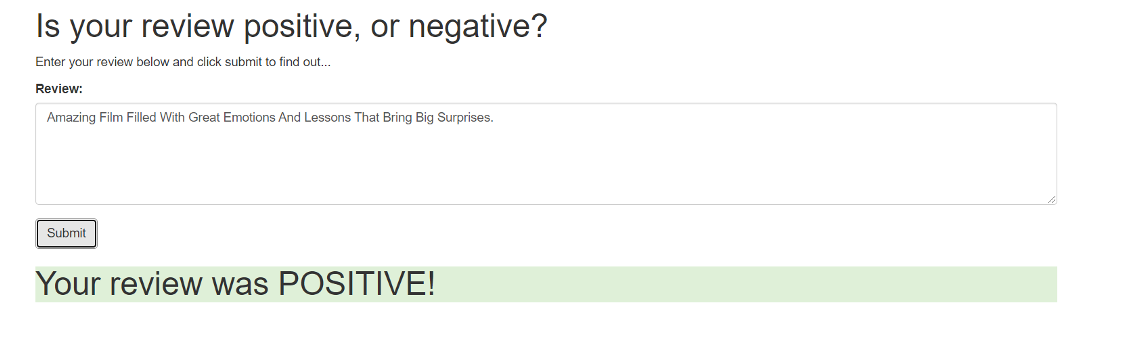 Is your review positive, or negative?
Enter your review below and click submit to find out...
Review:
Amazing Film Filled With Great Emotions And Lessons That Bring Big Surprises.
Submit
Your review was POSITIVE!